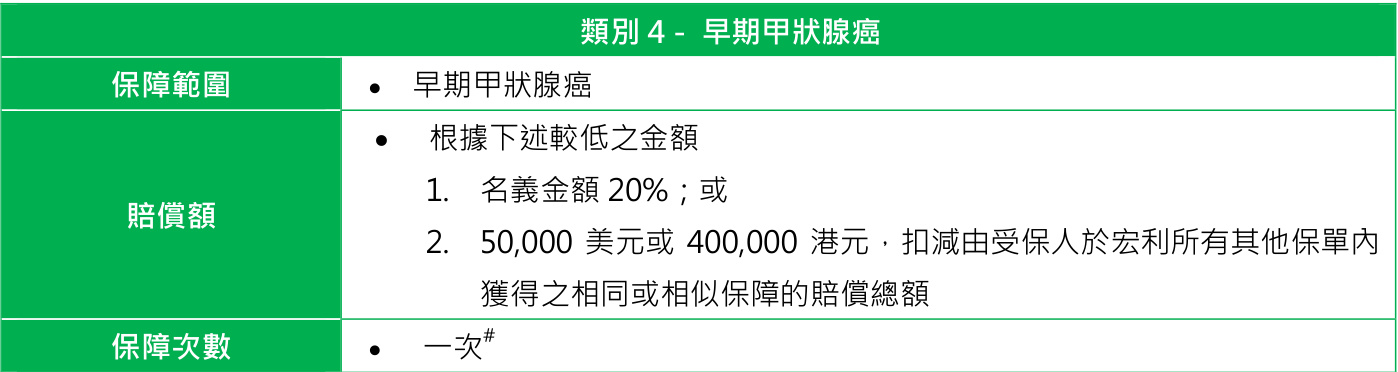 類別 4 - 早期甲狀腺癌
保障範圍
● 早期甲狀腺癌
賠償額
● 根據下述較低之金額
1. 名義金額 20%；或
2. 50,000 美元或 400,000 港元，扣減由受保人於宏利所有其他保單內
獲得之相同或相似保障的賠償總額
保障次數
● 一次#